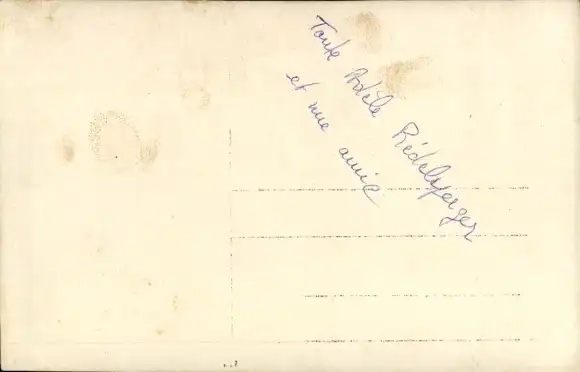 Tante Adèle Riedelsperger
et une amie